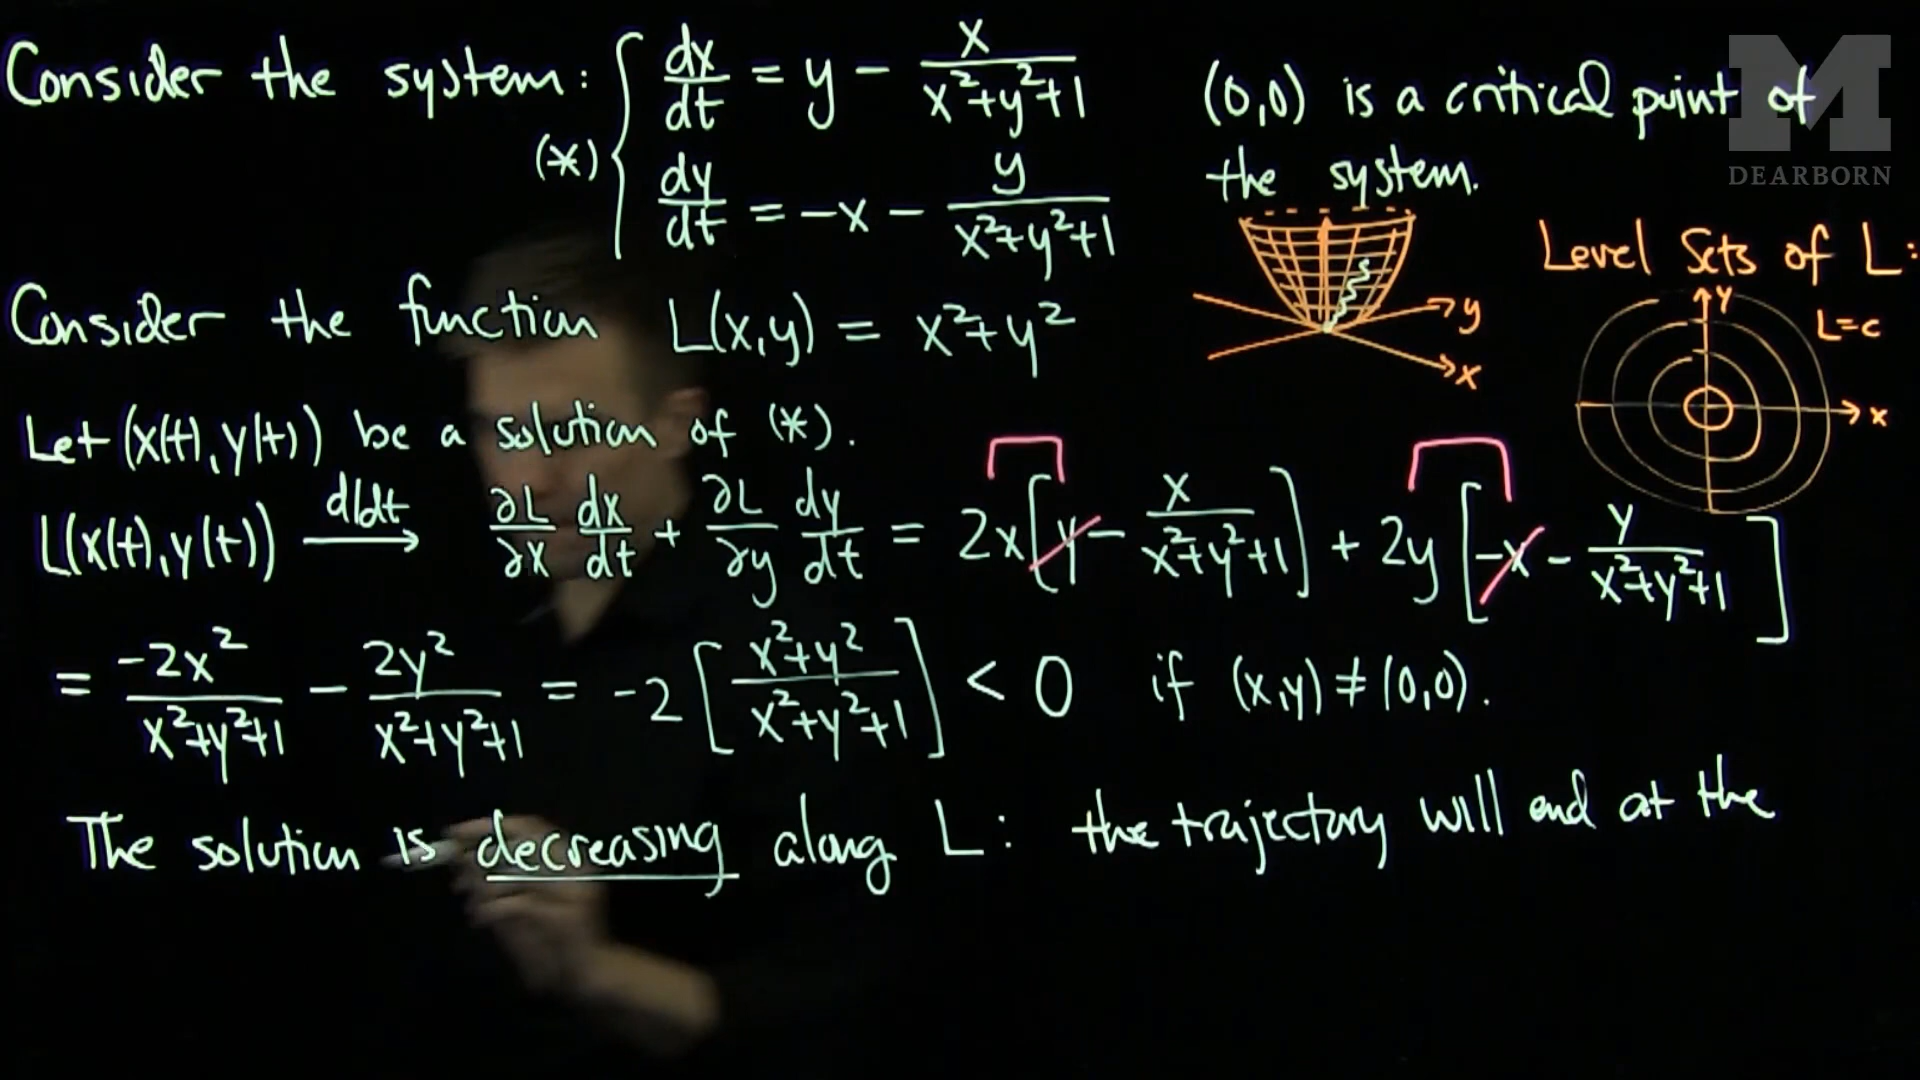 Consider the system: (*) { dx/dt = y - x/(x²+y²+1)
dy/dt = -x - y/(x²+y²+1)
(0,0) is a critical point of
the system.
M
DEARBORN
Consider the function L(x,y) = x²+y²
y
x
Level Sets of L:
y
L=c
x
Let (x(t), y(t)) be a solution of (*).
L(x(t), y(t)) d/dt → ∂L/∂x dx/dt + ∂L/∂y dy/dt = 2x[y - x/(x²+y²+1)] + 2y[-x - y/(x²+y²+1)]
= -2x²/(x²+y²+1) - 2y²/(x²+y²+1) = -2[(x²+y²)/(x²+y²+1)] < 0 if (x,y) ≠ (0,0).
The solution is decreasing along L: the trajectory will end at the